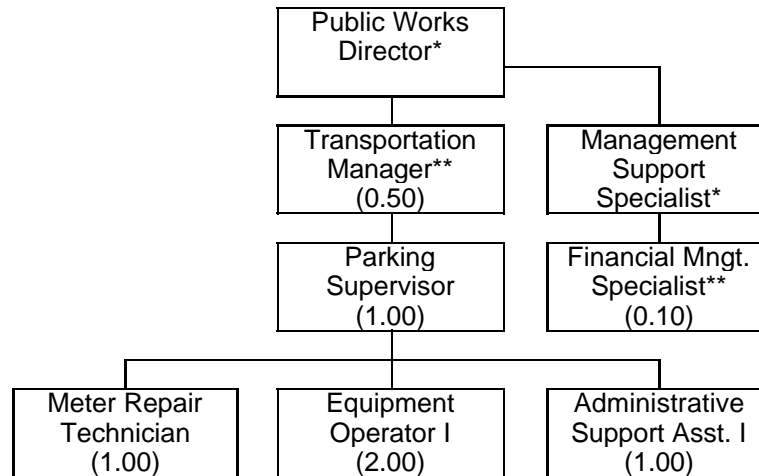 Public Works
Director*
Transportation
Manager**
(0.50)
Management
Support
Specialist*
Parking
Supervisor
(1.00)
Financial Mngt.
Specialist**
(0.10)
Meter Repair
Technician
(1.00)
Equipment
Operator I
(2.00)
Administrative
Support Asst. I
(1.00)